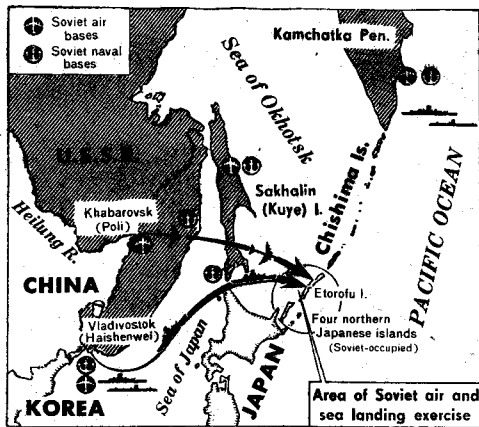 Soviet air
bases
Soviet naval
bases
Kamchatka Pen.
Sea of Okhotsk
U.S.S.R.
Sakhalin
(Kuye) I.
Chishima Is.
PACIFIC OCEAN
Khabarovsk
(Poli)
Heilung R.
CHINA
Etorofu I.
Four northern
Japanese islands
(Soviet-occupied)
Vladivostok
(Haishenwei)
Sea of Japan
JAPAN
KOREA
Area of Soviet air and
sea landing exercise